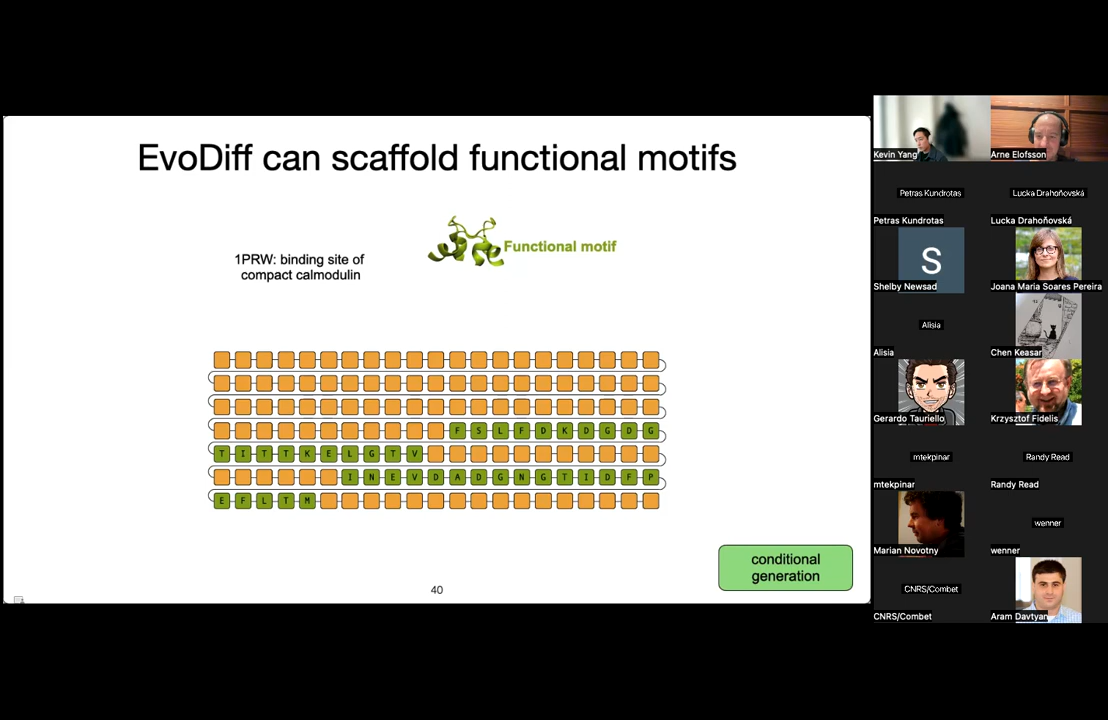 EvoDiff can scaffold functional motifs
Functional motif
1PRW: binding site of
compact calmodulin
F S L F D K D G D G
T I T T K E L G T V
I N E V D A D G N G T I D F P
E F L T M
conditional
generation
40
Kevin Yang
Arne Elofsson
Petras Kundrotas
Lucka Drahoňovská
Petras Kundrotas
Lucka Drahoňovská
S
Shelby Newsad
Joana Maria Soares Pereira
Alisia
Alisia
Chen Keasar
Gerardo Tauriello
Krzysztof Fidelis
mtekpinar
Randy Read
mtekpinar
Randy Read
wenner
Marian Novotny
wenner
CNRS/Combet
CNRS/Combet
Aram Davtyan